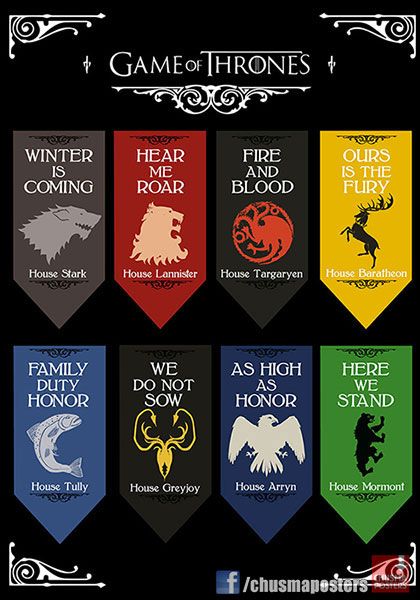 GAME OF THRONES
WINTER
IS
COMING
House Stark
HEAR
ME
ROAR
House Lannister
FIRE
AND
BLOOD
House Targaryen
OURS
IS THE
FURY
House Baratheon
FAMILY
DUTY
HONOR
House Tully
WE
DO NOT
SOW
House Greyjoy
AS HIGH
AS
HONOR
House Arryn
HERE
WE
STAND
House Mormont
f /chusmaposters
POSTERS